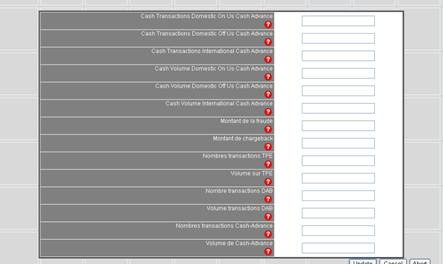 Cash Transactions Domestic On Us Cash Advance
Cash Transactions Domestic Off Us Cash Advance
Cash Transactions International Cash Advance
Cash Volume Domestic On Us Cash Advance
Cash Volume Domestic Off Us Cash Advance
Cash Volume International Cash Advance
Montant de la fraude
Montant de chargeback
Nombres transactions TPE
Volume sur TPE
Nombre transactions DAB
Volume transactions DAB
Nombres transactions Cash-Advance
Volume de Cash-Advance
Update Cancel Abort